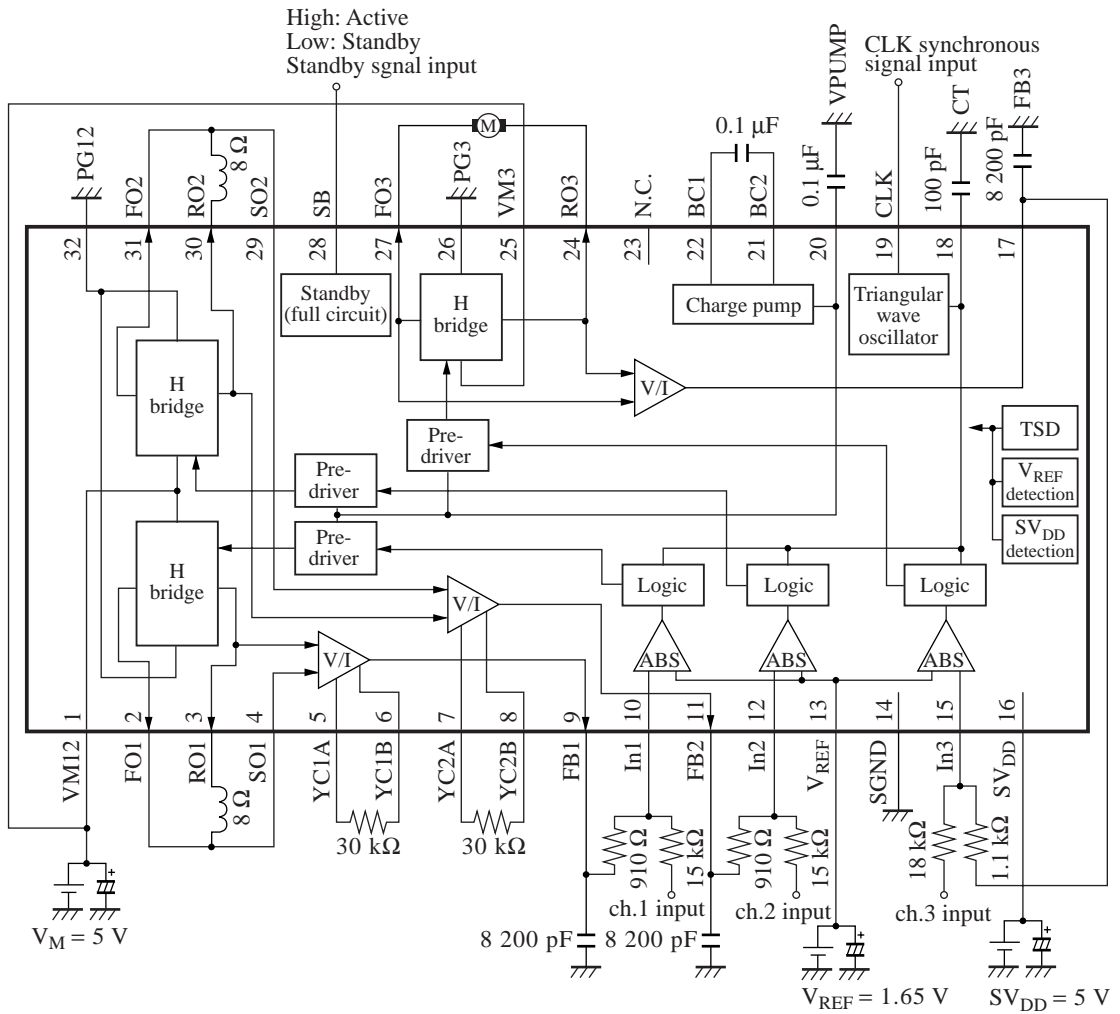 High: Active
Low: Standby
Standby sgnal input
CLK synchronous
signal input
PG12
FO2
RO2
8 Ω
SO2
SB
FO3
M
PG3
VM3
RO3
N.C.
BC1
0.1 μF
BC2
VPUMP
0.1 μF
CLK
CT
100 pF
FB3
8 200 pF
32
31
30
29
28
27
26
25
24
23
22
21
20
19
18
17
Standby
(full circuit)
H
bridge
Charge pump
Triangular
wave
oscillator
V/I
H
bridge
Pre-
driver
TSD
Pre-
driver
VREF
detection
Pre-
driver
SVDD
detection
H
bridge
V/I
Logic
Logic
Logic
V/I
ABS
ABS
ABS
1
2
3
4
5
6
7
8
9
10
11
12
13
14
15
16
VM12
FO1
RO1
8 Ω
SO1
YC1A
YC1B
YC2A
YC2B
FB1
In1
FB2
In2
VREF
SGND
In3
SVDD
30 kΩ
30 kΩ
910 Ω
15 kΩ
910 Ω
15 kΩ
18 kΩ
1.1 kΩ
ch.1 input
ch.2 input
ch.3 input
+
VM = 5 V
8 200 pF
8 200 pF
+
VREF = 1.65 V
+
SVDD = 5 V